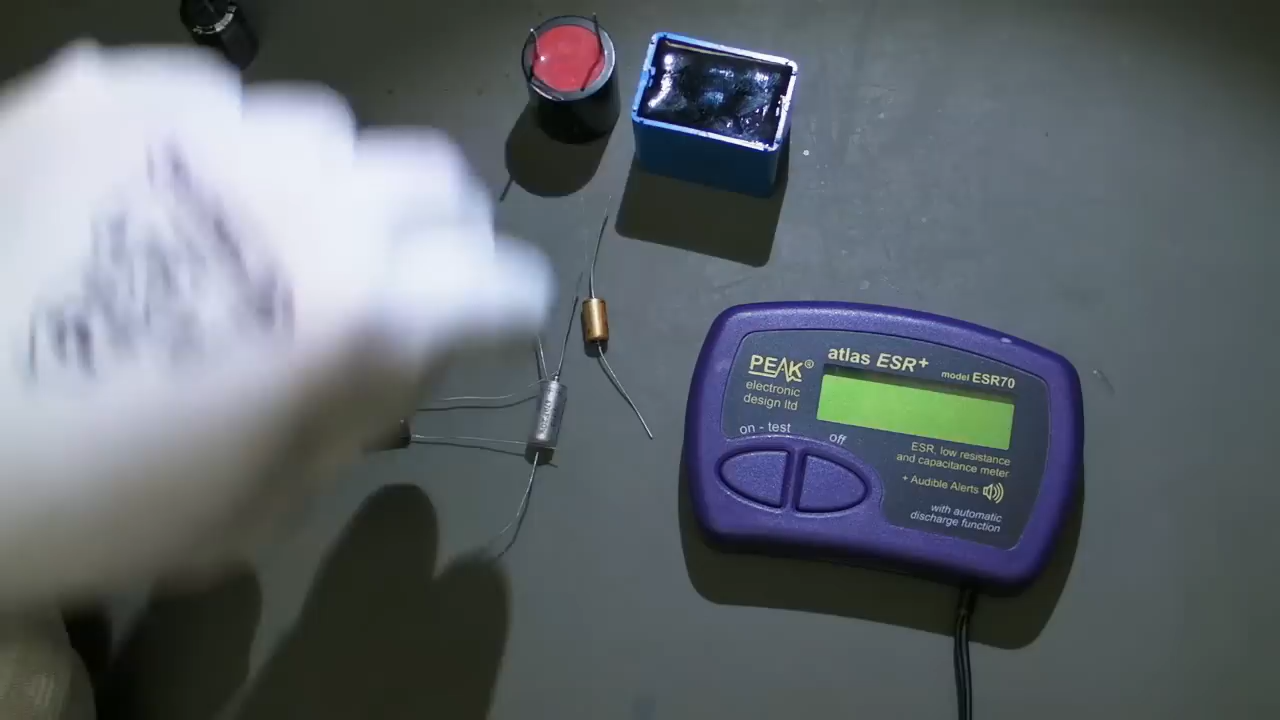 PEAK®
electronic
design ltd
atlas ESR+
model ESR70
on - test
off
ESR, low resistance
and capacitance meter
+ Audible Alerts
with automatic
discharge function